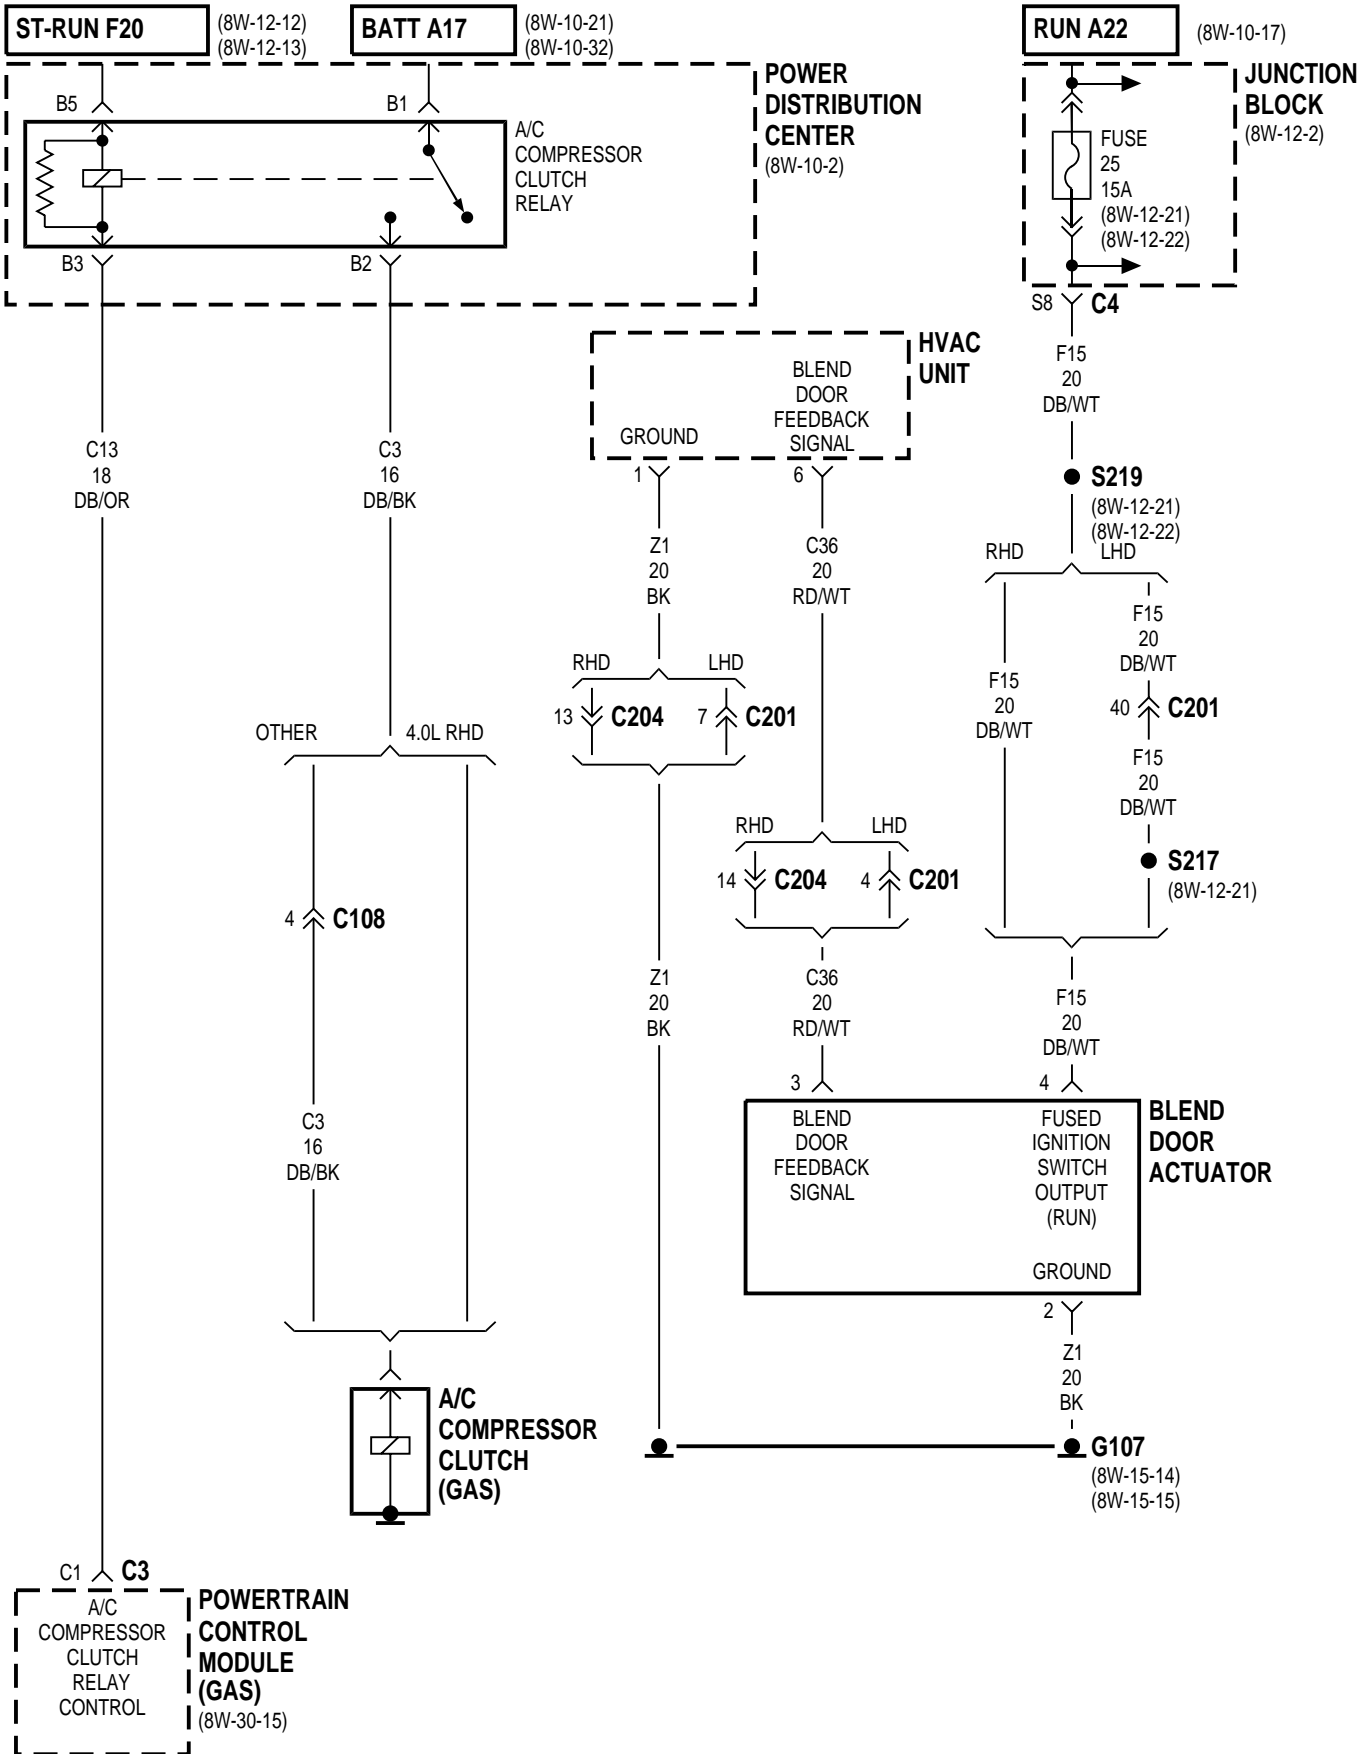 ST-RUN F20
(8W-12-12)
(8W-12-13)
BATT A17
(8W-10-21)
(8W-10-32)
RUN A22
(8W-10-17)
POWER
DISTRIBUTION
CENTER
(8W-10-2)
JUNCTION
BLOCK
(8W-12-2)
B5
B1
A/C
COMPRESSOR
CLUTCH
RELAY
FUSE
25
15A
(8W-12-21)
(8W-12-22)
B3
B2
S8
C4
HVAC
UNIT
GROUND
BLEND
DOOR
FEEDBACK
SIGNAL
F15
20
DB/WT
C13
18
DB/OR
C3
16
DB/BK
1
6
S219
(8W-12-21)
(8W-12-22)
Z1
20
BK
C36
20
RD/WT
RHD
LHD
F15
20
DB/WT
F15
20
DB/WT
RHD
LHD
13
C204
7
C201
40
C201
OTHER
4.0L RHD
F15
20
DB/WT
RHD
LHD
14
C204
4
C201
S217
(8W-12-21)
4
C108
Z1
20
BK
C36
20
RD/WT
F15
20
DB/WT
3
4
C3
16
DB/BK
BLEND
DOOR
FEEDBACK
SIGNAL
FUSED
IGNITION
SWITCH
OUTPUT
(RUN)
GROUND
BLEND
DOOR
ACTUATOR
2
Z1
20
BK
A/C
COMPRESSOR
CLUTCH
(GAS)
G107
(8W-15-14)
(8W-15-15)
C1
C3
A/C
COMPRESSOR
CLUTCH
RELAY
CONTROL
POWERTRAIN
CONTROL
MODULE
(GAS)
(8W-30-15)